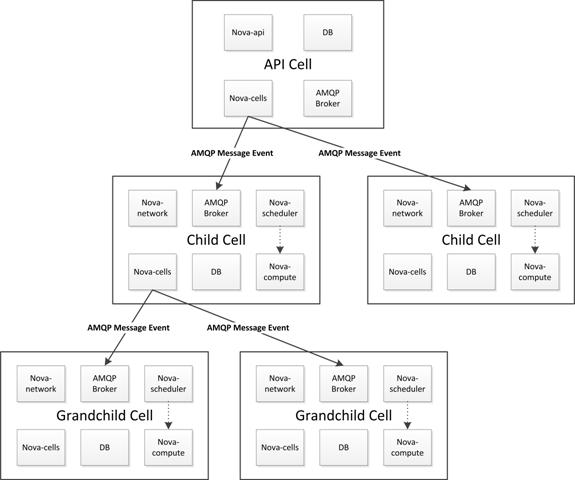 Nova-api
DB
API Cell
Nova-cells
AMQP
Broker
AMQP Message Event
AMQP Message Event
Nova-
network
AMQP
Broker
Nova-
scheduler
Child Cell
Nova-cells
DB
Nova-
compute
Nova-
network
AMQP
Broker
Nova-
scheduler
Child Cell
Nova-cells
DB
Nova-
compute
AMQP Message Event
AMQP Message Event
Nova-
network
AMQP
Broker
Nova-
scheduler
Grandchild Cell
Nova-cells
DB
Nova-
compute
Nova-
network
AMQP
Broker
Nova-
scheduler
Grandchild Cell
Nova-cells
DB
Nova-
compute